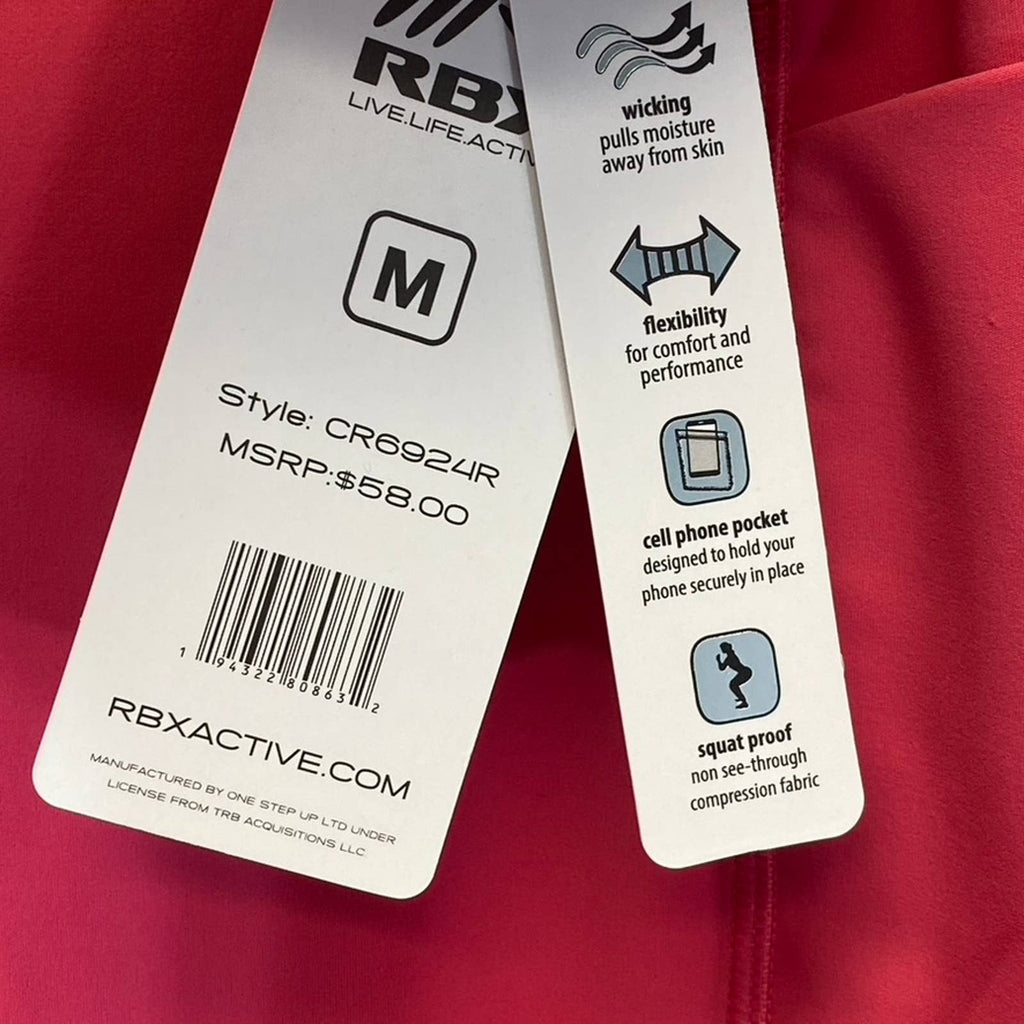 RBX
LIVE.LIFE.ACTIV
M
Style: CR6924R
MSRP:$58.00
1 94322 80863 2
RBXACTIVE.COM
MANUFACTURED BY ONE STEP UP LTD UNDER
LICENSE FROM TRB ACQUISITIONS LLC
wicking
pulls moisture
away from skin
flexibility
for comfort and
performance
cell phone pocket
designed to hold your
phone securely in place
squat proof
non see-through
compression fabric